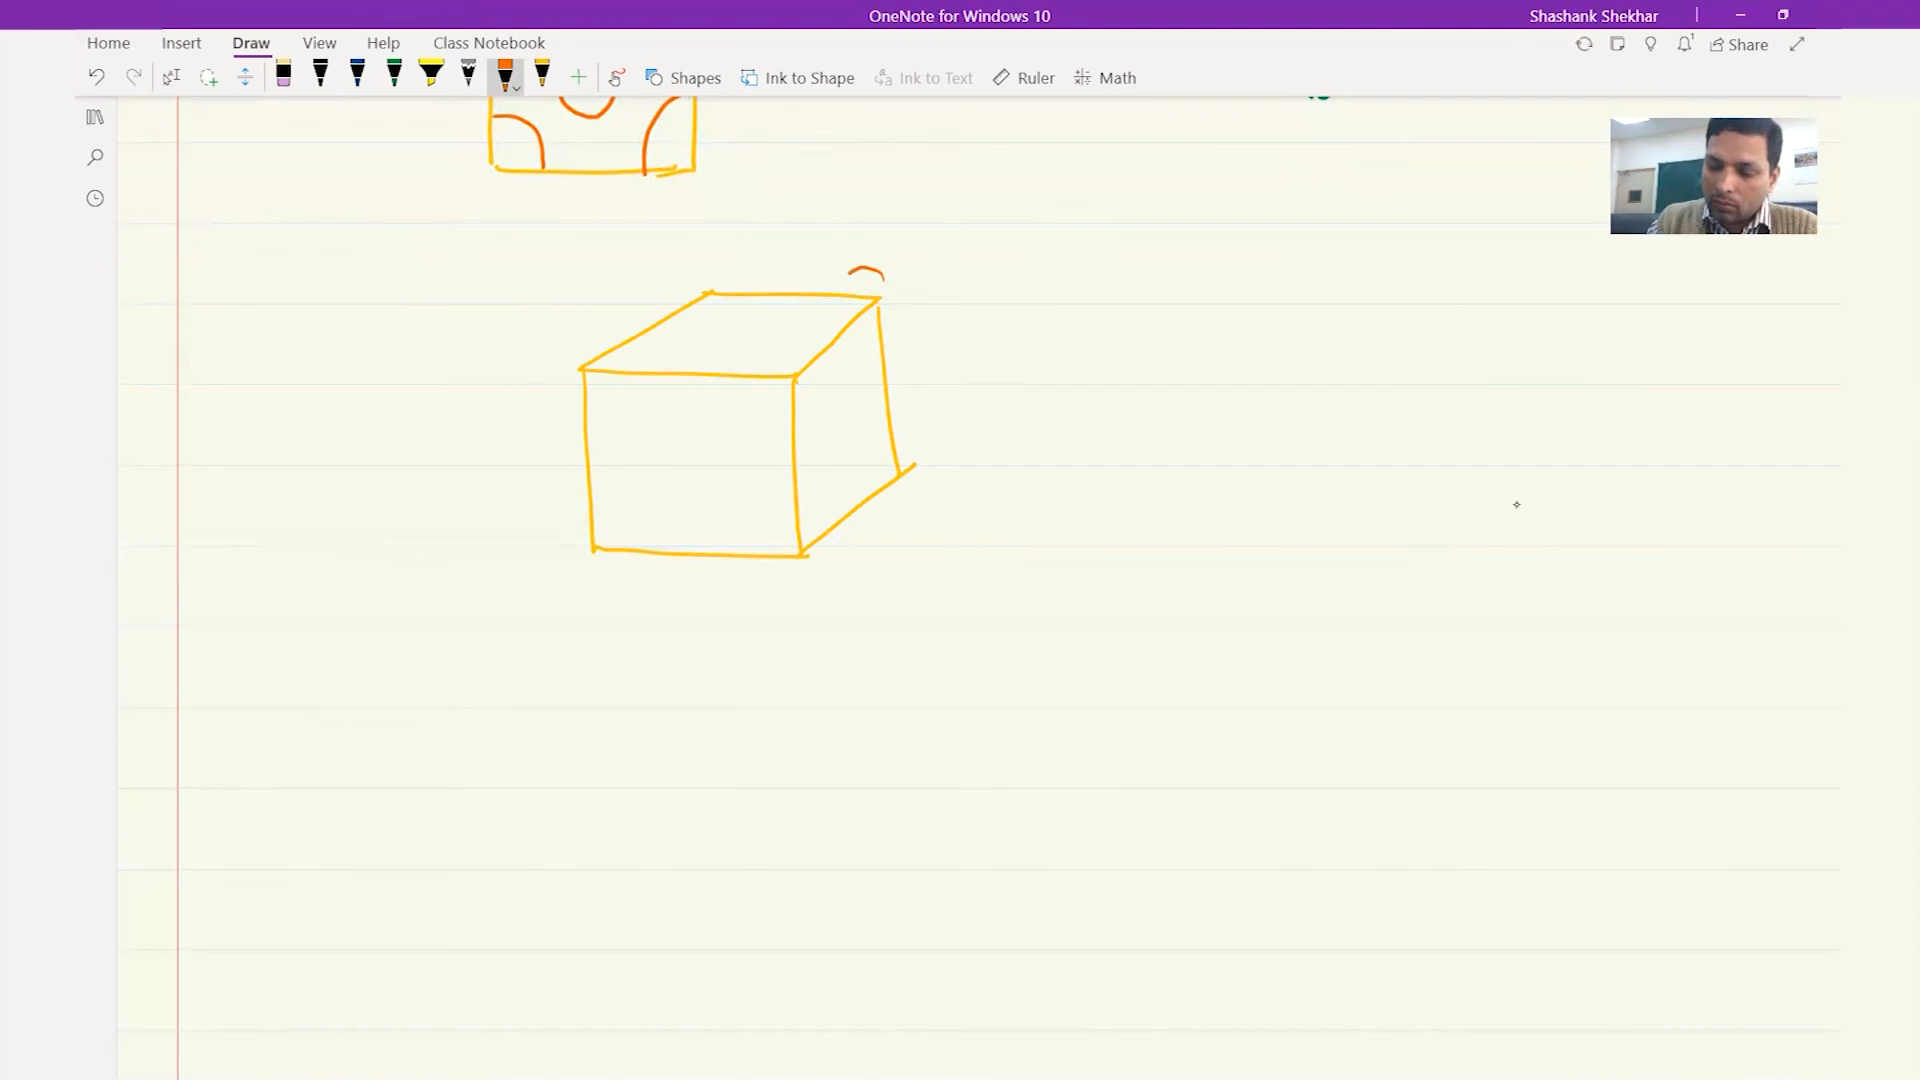 OneNote for Windows 10
Shashank Shekhar
Home Insert Draw View Help Class Notebook
Share
Shapes Ink to Shape Ink to Text Ruler Math